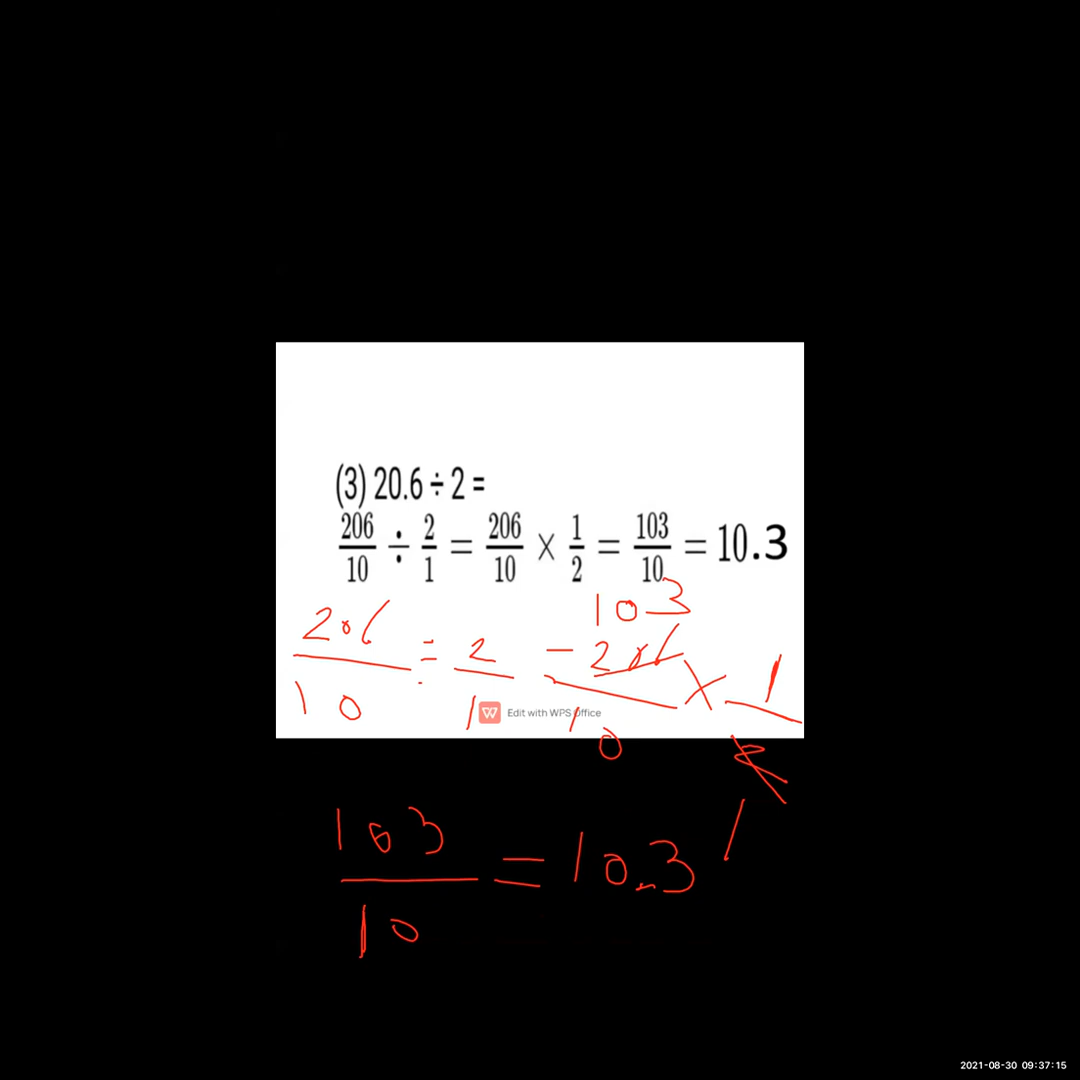 (3) 20.6 ÷ 2 =
206/10 ÷ 2/1 = 206/10 × 1/2 = 103/10 = 10.3
103
206/10 ÷ 2/1 = 206/10 × 1/2
1
Edit with WPS Office
103/10 = 10.3
2021-08-30 09:37:15